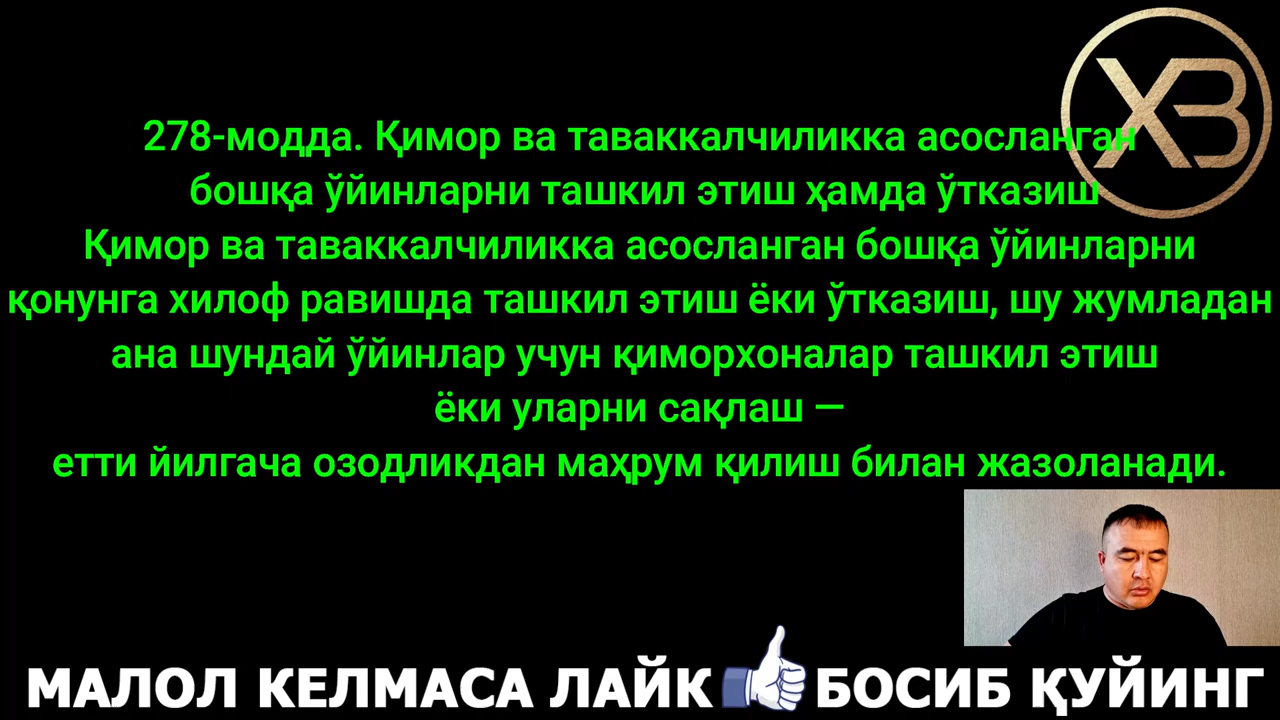 ХВ
278-модда. Қимор ва таваккалчиликка асосланган
бошқа ўйинларни ташкил этиш ҳамда ўтказиш
Қимор ва таваккалчиликка асосланган бошқа ўйинларни
қонунга хилоф равишда ташкил этиш ёки ўтказиш, шу жумладан
ана шундай ўйинлар учун қиморхоналар ташкил этиш
ёки уларни сақлаш —
етти йилгача озодликдан маҳрум қилиш билан жазоланади.
МАЛОЛ КЕЛМАСА ЛАЙК БОСИБ ҚУЙИНГ